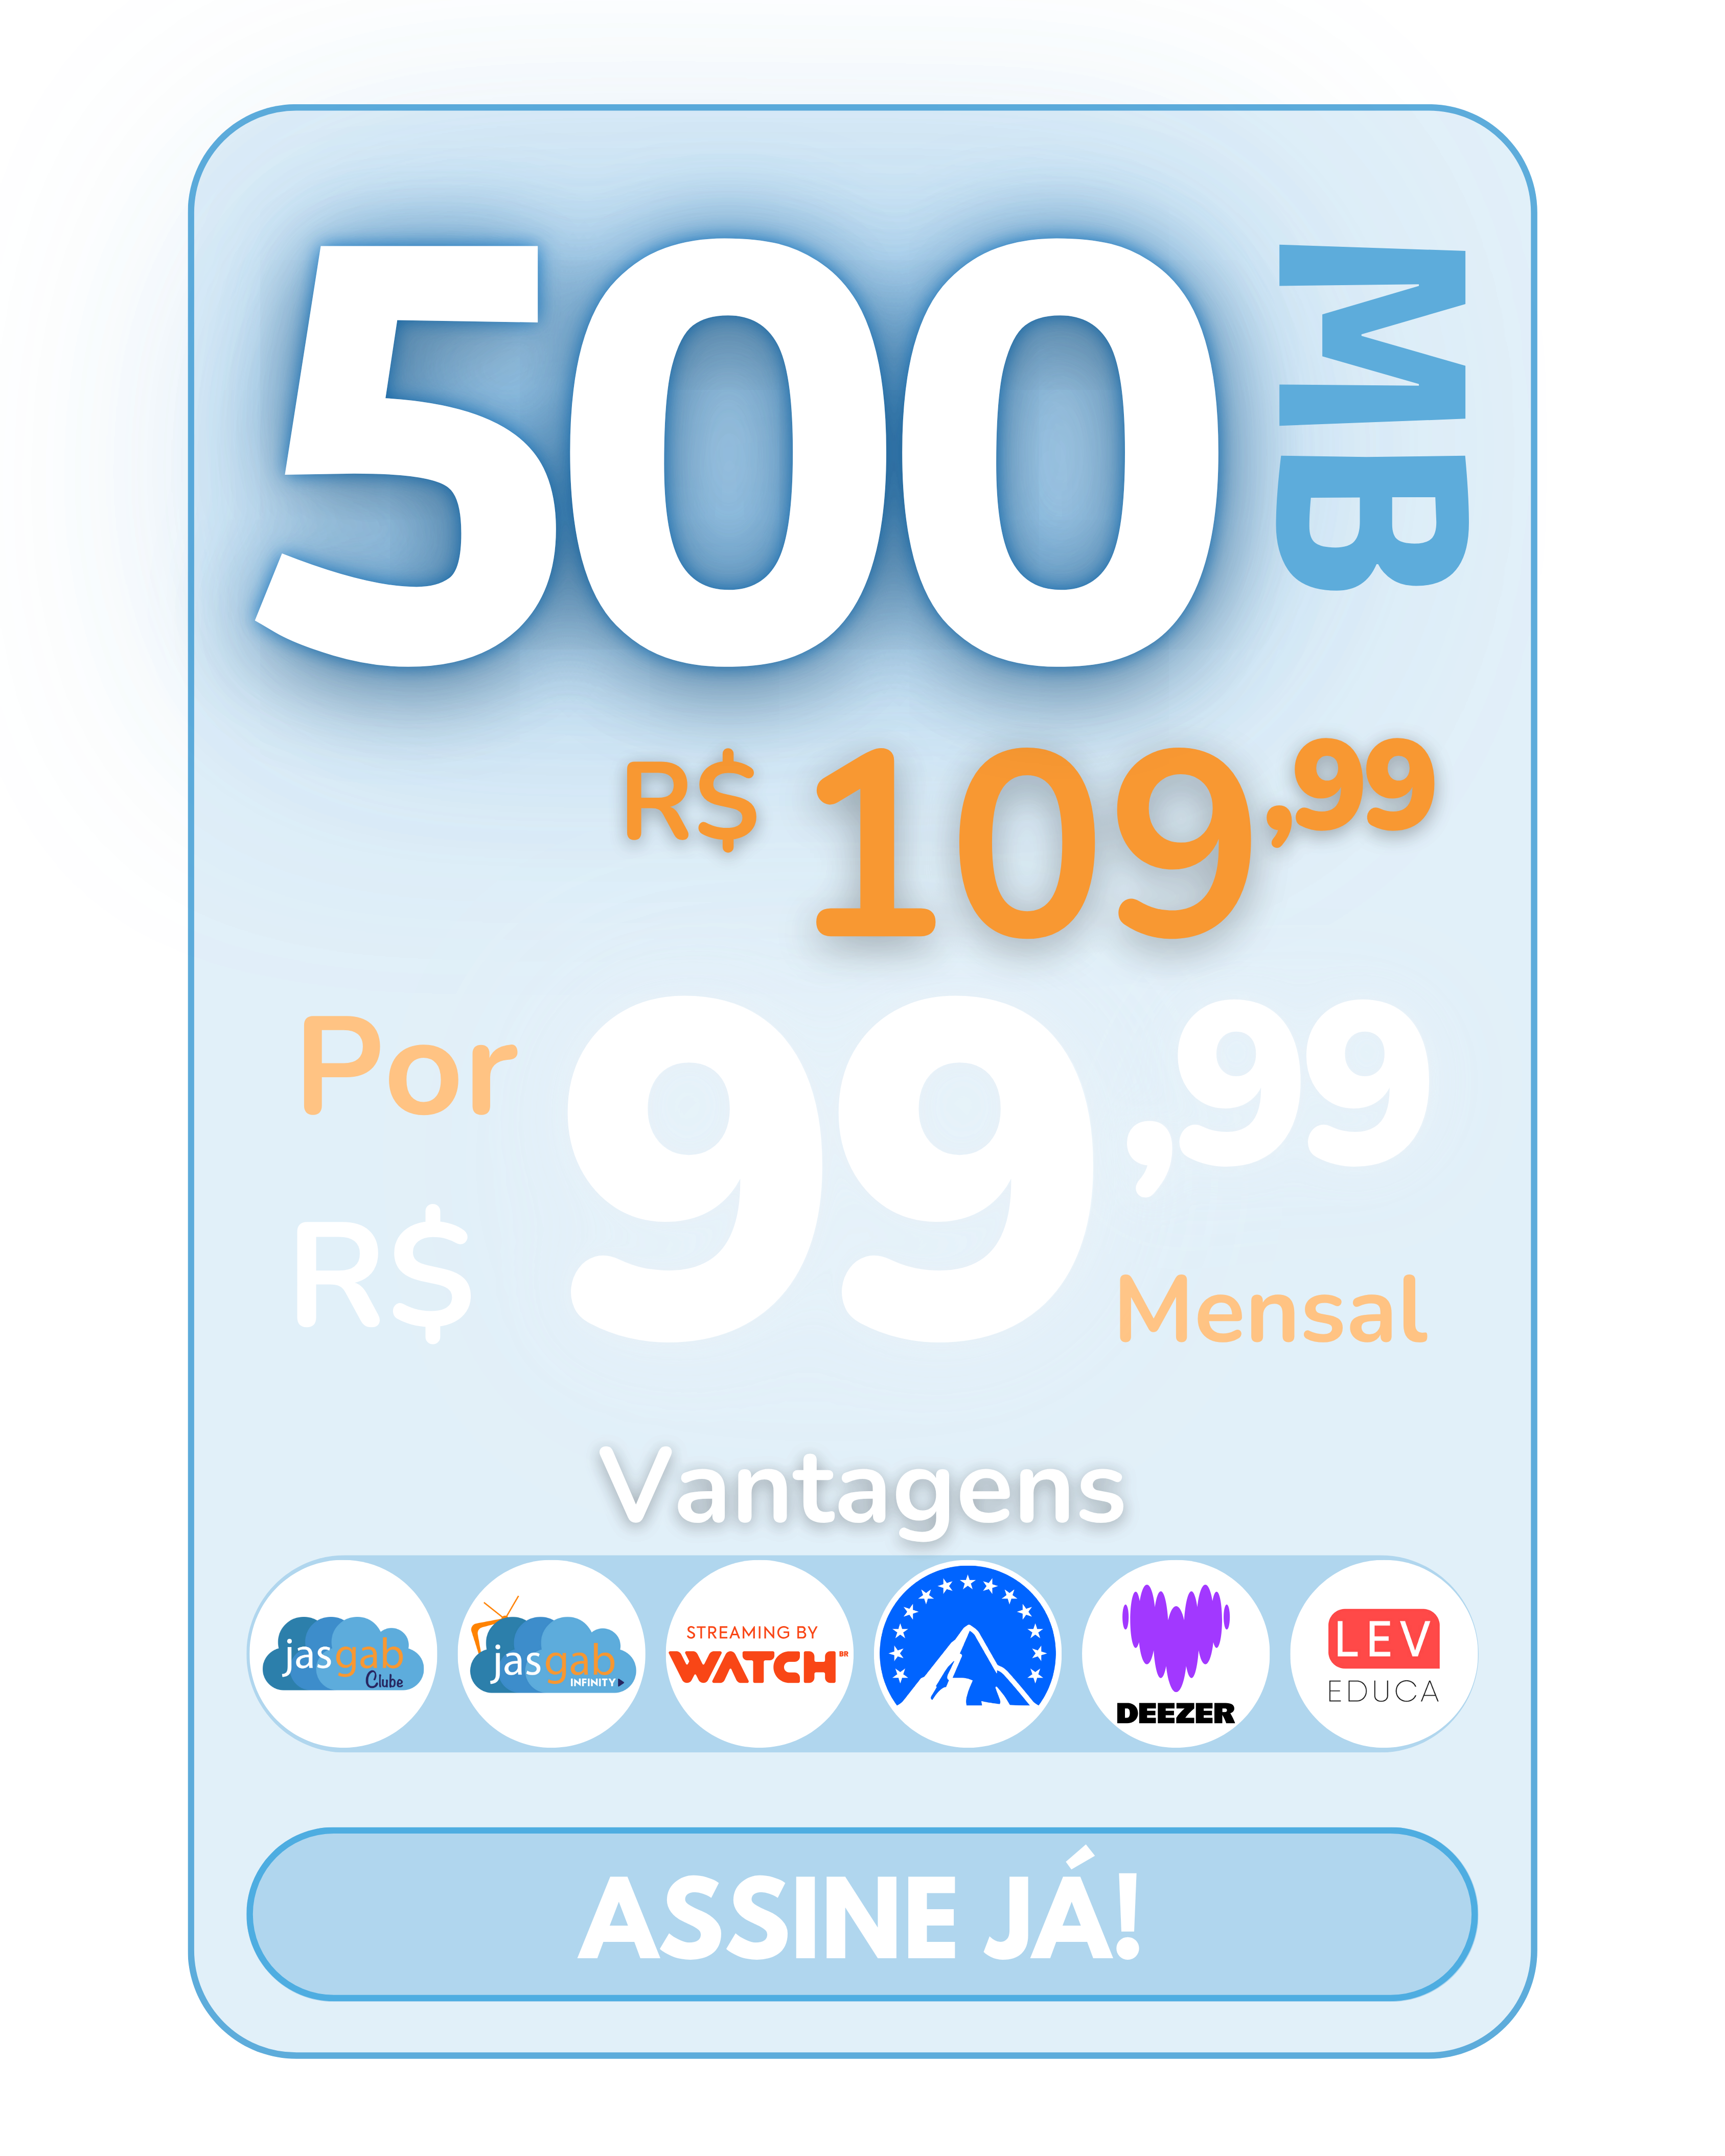 500 MB
R$ 109,99
Por
R$ 99,99
Mensal
Vantagens
jasgab Clube
jasgab INFINITY
STREAMING BY WATCH BR
DEEZER
LEV EDUCA
ASSINE JÁ!